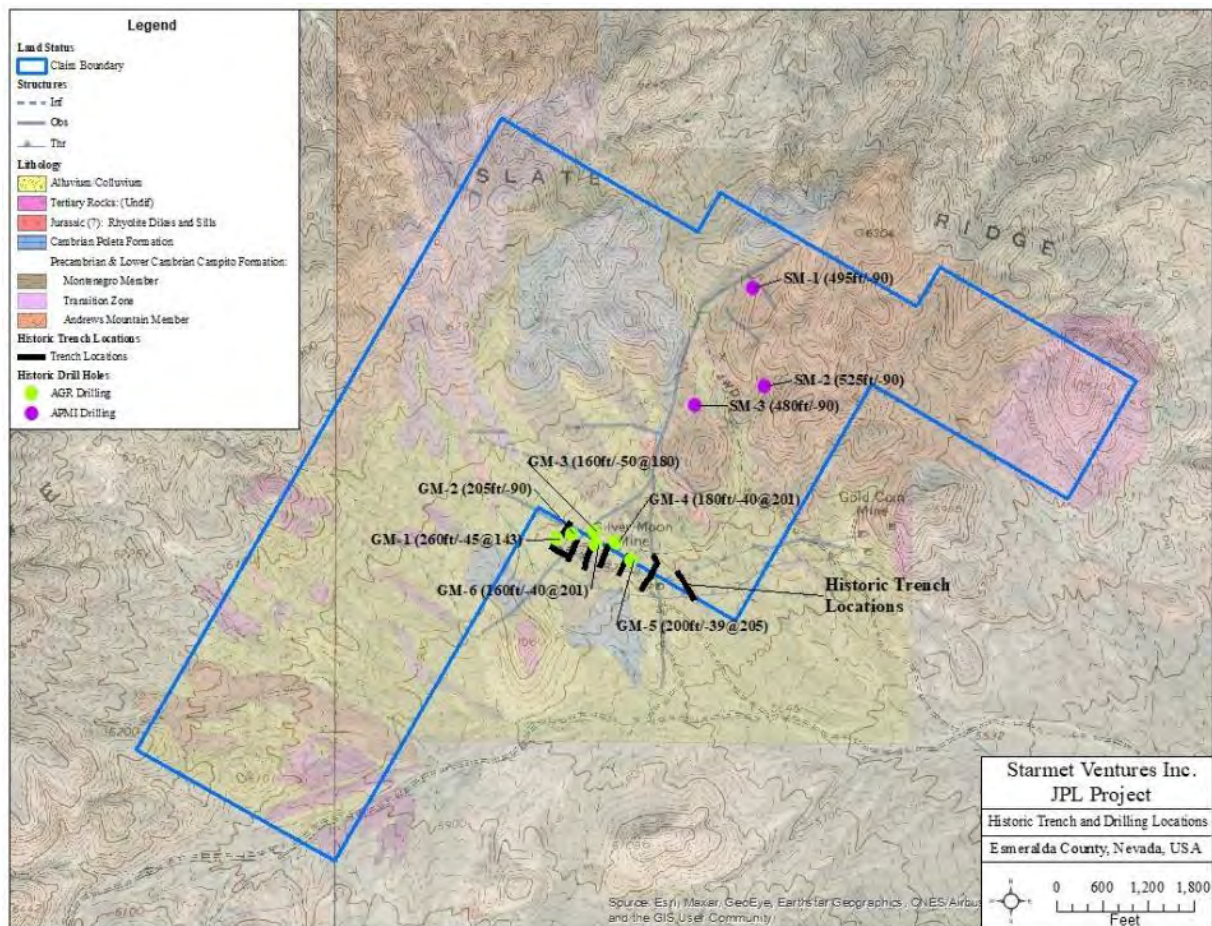 Legend
Land Status
Claim Boundary
Structures
Inf
Obs
Thr
Lithology
Alluvium/Colluvium
Tertiary Rocks: (Undif)
Jurassic (?): Rhyolite Dikes and Sills
Cambrian Poleta Formation
Precambrian & Lower Cambrian Campito Formation:
Montenegro Member
Transition Zone
Andrews Mountain Member
Historic Trench Locations
Trench Locations
Historic Drill Holes
AGR Drilling
APMI Drilling
SLATE
RIDGE
6304
SM-1 (495ft/-90)
SM-2 (525ft/-90)
SM-3 (480ft/-90)
GM-3 (160ft/-50@180)
GM-2 (205ft/-90)
GM-4 (180ft/-40@201)
Gold Coin
Mine
Silver Moon
Mine
GM-1 (260ft/-45@143)
GM-6 (160ft/-40@201)
Historic Trench
Locations
GM-5 (200ft/-39@205)
6200
5592
5900
6100
Starmet Ventures Inc.
JPL Project
Historic Trench and Drilling Locations
Esmeralda County, Nevada, USA
0 600 1,200 1,800
Feet
Source: Esri, Maxar, GeoEye, Earthstar Geographics, CNES/Airbus
and the GIS User Community